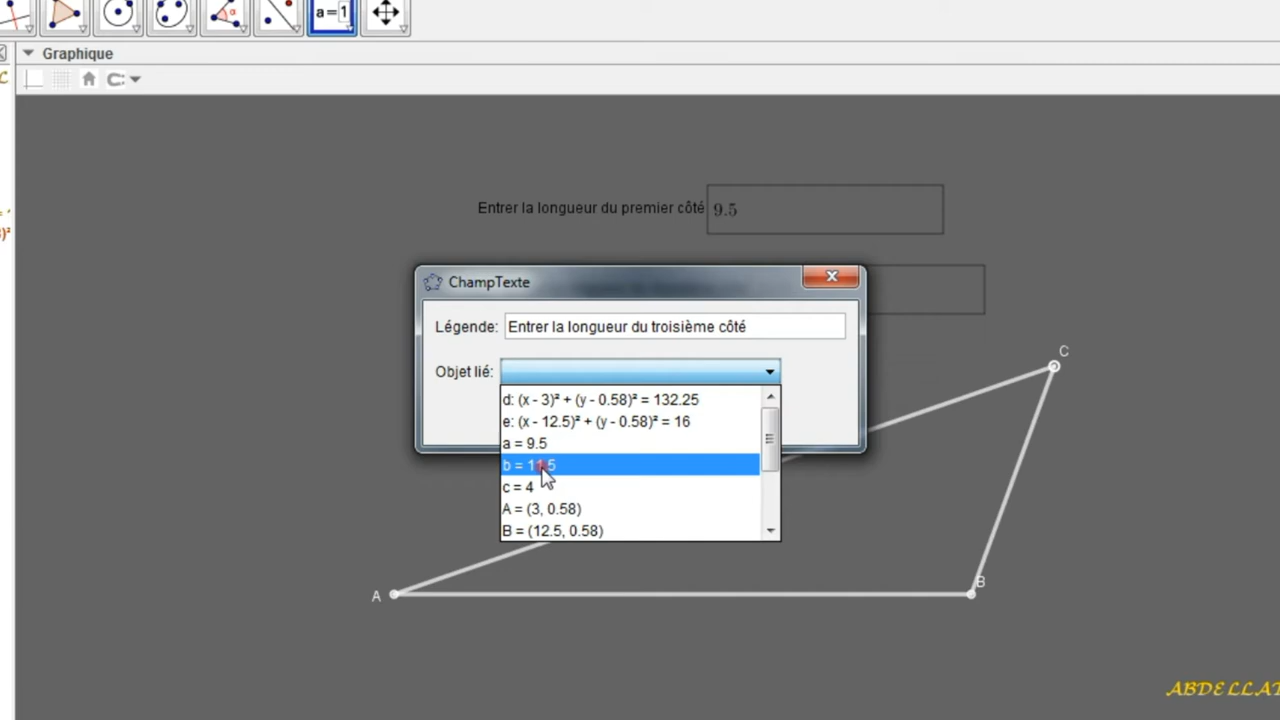 a = 1
Graphique
Entrer la longueur du premier côté 9.5
ChampTexte
Légende: Entrer la longueur du troisième côté
Objet lié:
d: (x - 3)² + (y - 0.58)² = 132.25
e: (x - 12.5)² + (y - 0.58)² = 16
a = 9.5
b = 11.5
c = 4
A = (3, 0.58)
B = (12.5, 0.58)
C
A
B